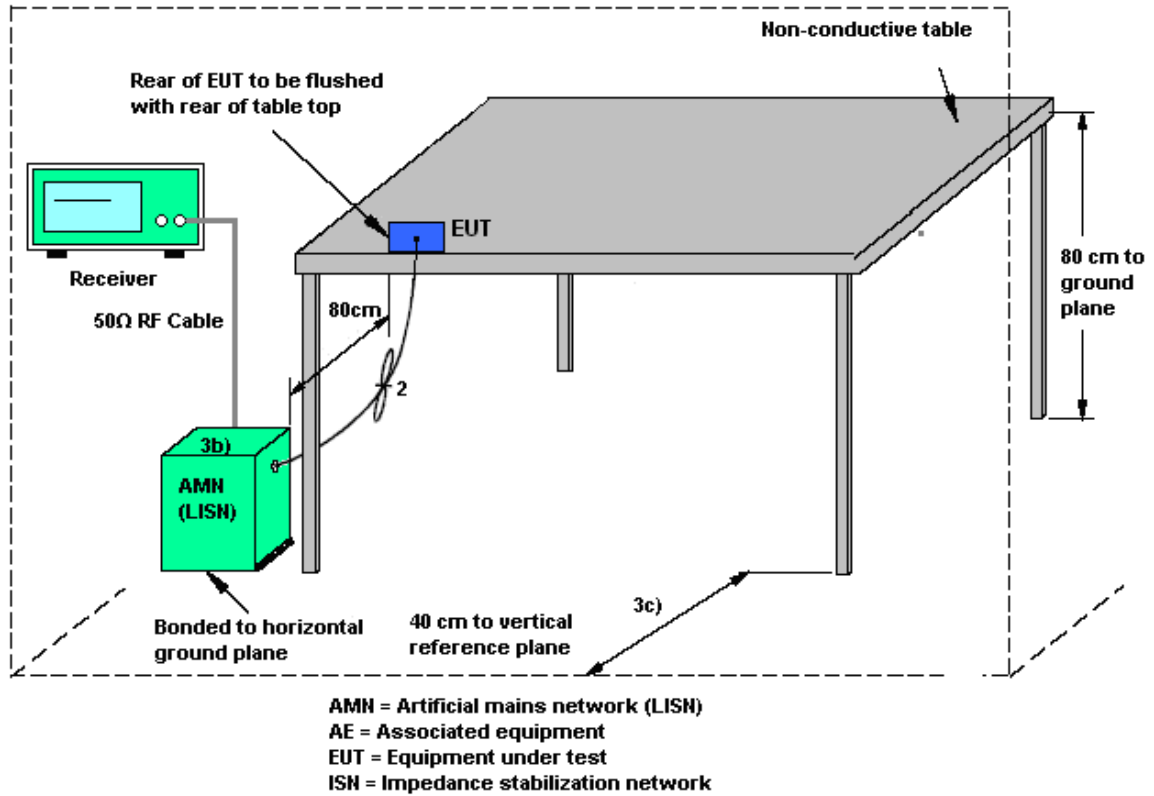 Non-conductive table
Rear of EUT to be flushed
with rear of table top
EUT
Receiver
80cm
80 cm to
ground
plane
50Ω RF Cable
2
3b)
AMN
(LISN)
3c)
Bonded to horizontal
ground plane
40 cm to vertical
reference plane
AMN = Artificial mains network (LISN)
AE = Associated equipment
EUT = Equipment under test
ISN = Impedance stabilization network